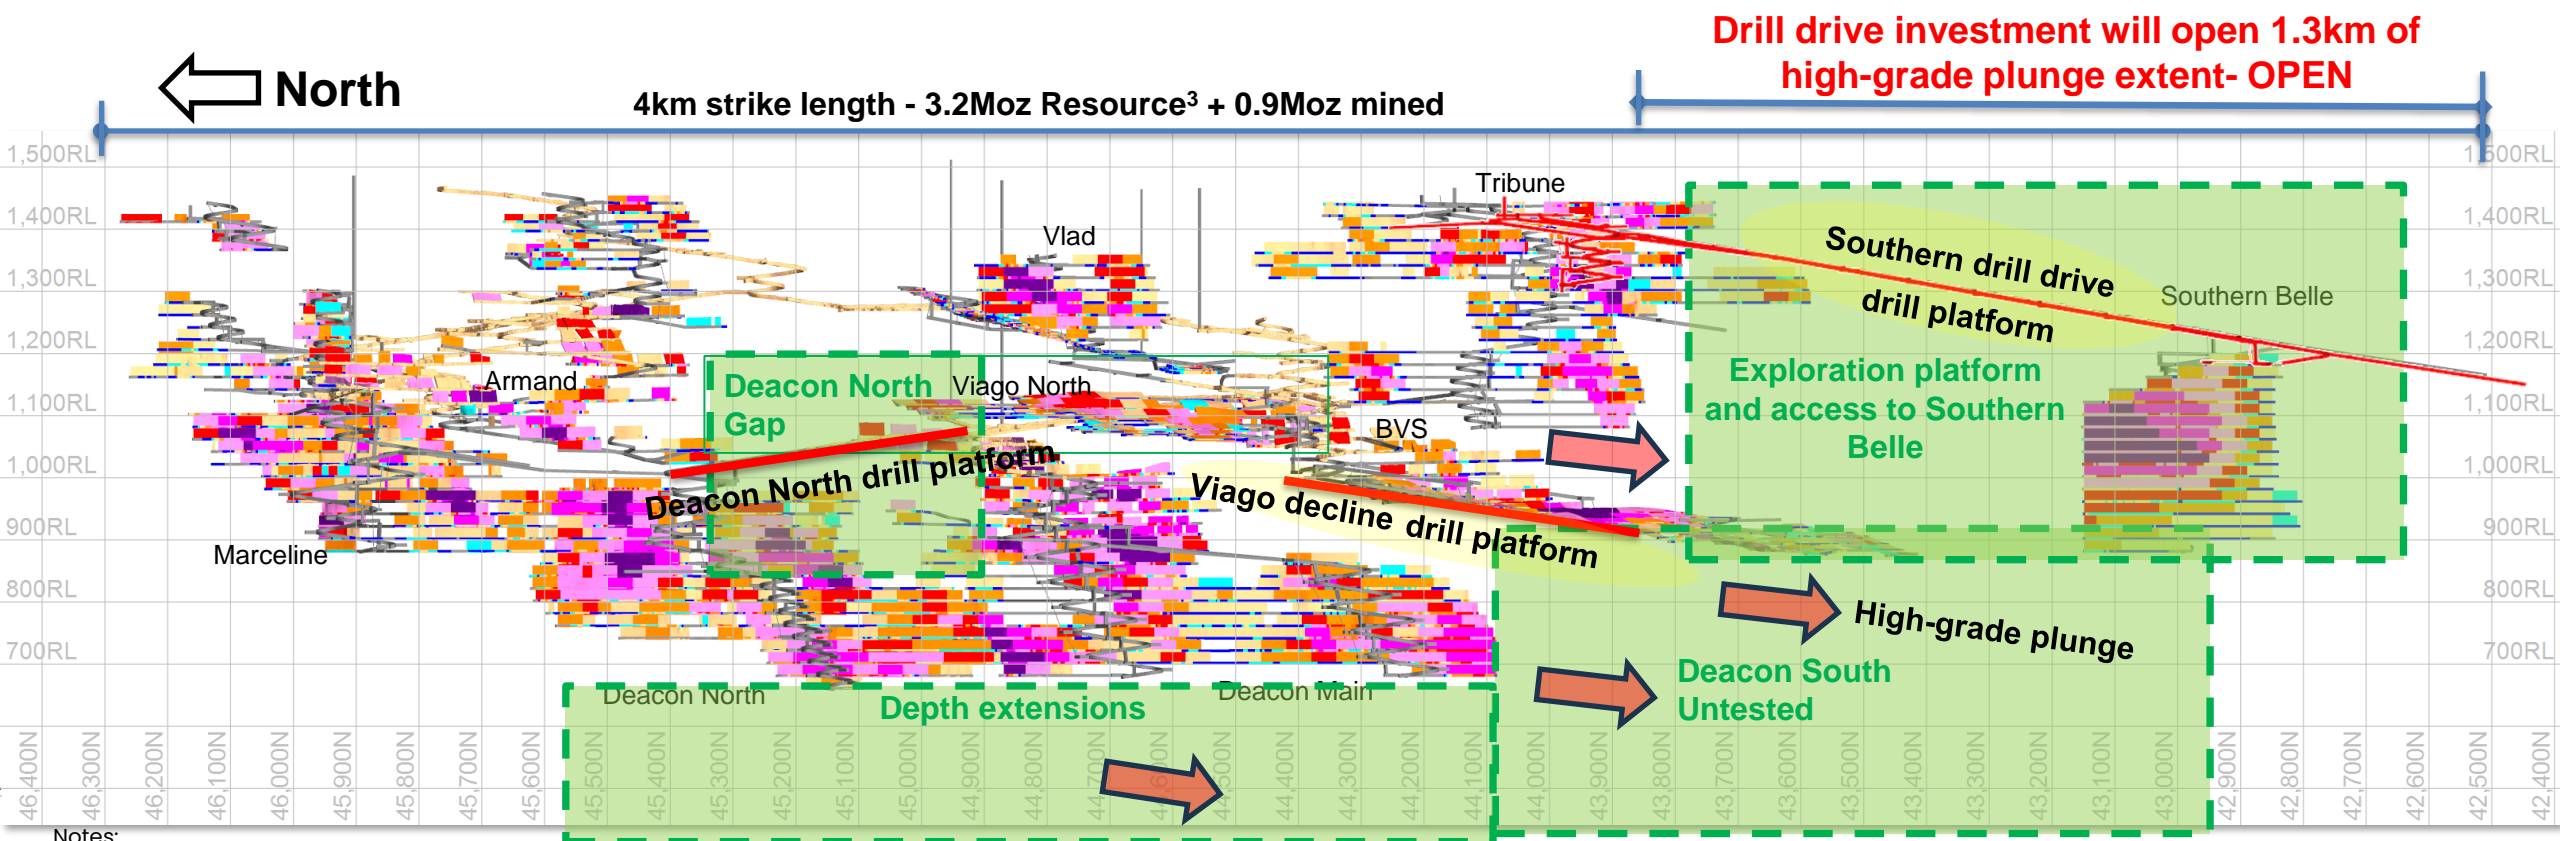 Drill drive investment will open 1.3km of
high-grade plunge extent- OPEN
North
4km strike length - 3.2Moz Resource³ + 0.9Moz mined
1,500RL
1,500RL
Tribune
1,400RL
1,400RL
Vlad
Southern drill drive
drill platform
1,300RL
1,300RL
Southern Belle
1,200RL
1,200RL
Armand
Deacon North
Gap
Viago North
Exploration platform
and access to Southern
Belle
1,100RL
1,100RL
BVS
1,000RL
1,000RL
Deacon North drill platform
Viago decline drill platform
900RL
900RL
Marceline
800RL
800RL
High-grade plunge
700RL
700RL
Deacon South
Untested
Deacon North
Deacon Main
Depth extensions
46,400N
46,300N
46,200N
46,100N
46,000N
45,900N
45,800N
45,700N
45,600N
45,500N
45,400N
45,300N
45,200N
45,100N
45,000N
44,900N
44,800N
44,700N
44,600N
44,500N
44,400N
44,300N
44,200N
44,100N
44,000N
43,900N
43,800N
43,700N
43,600N
43,500N
43,400N
43,300N
43,200N
43,100N
43,000N
42,900N
42,800N
42,700N
42,600N
42,500N
42,400N
Notes: